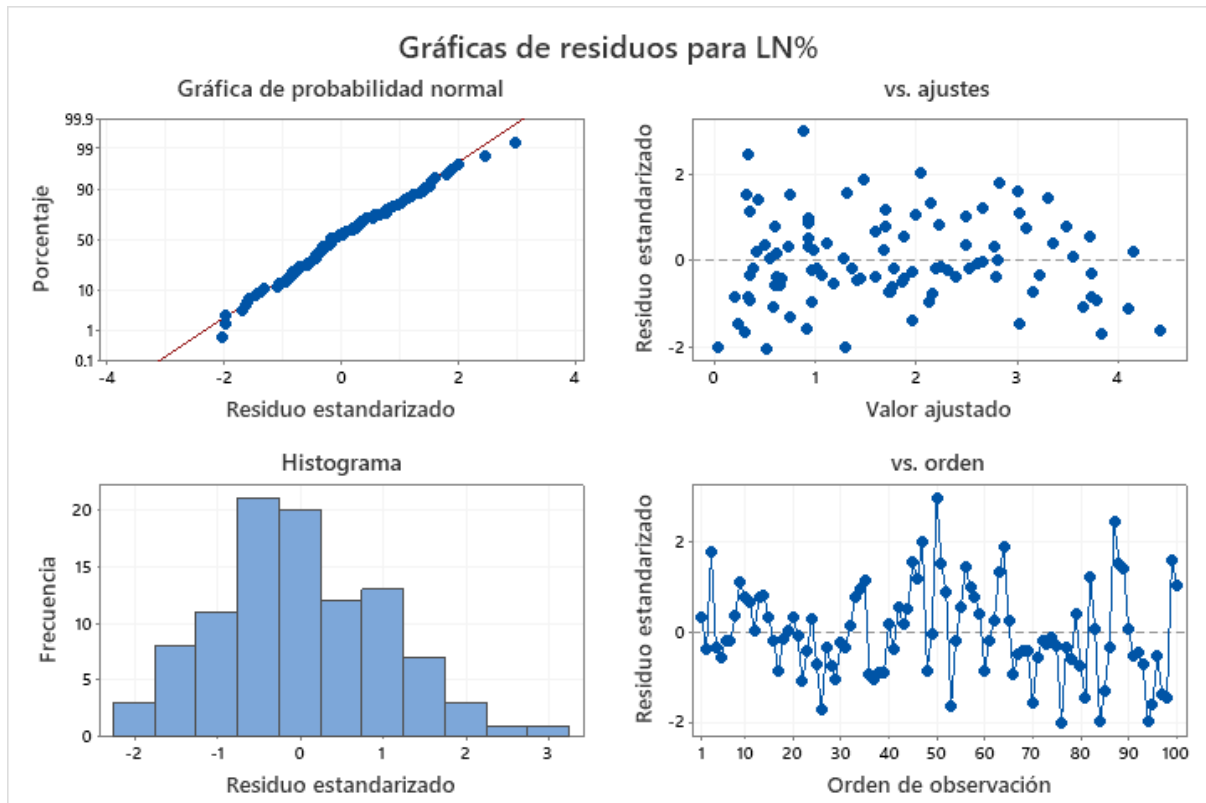 Gráficas de residuos para LN%
Gráfica de probabilidad normal
99.9
99
90
50
10
1
0.1
Porcentaje
-4 -2 0 2 4
Residuo estandarizado
vs. ajustes
2
0
-2
Residuo estandarizado
0 1 2 3 4
Valor ajustado
Histograma
20
15
10
5
0
Frecuencia
-2 -1 0 1 2 3
Residuo estandarizado
vs. orden
2
0
-2
Residuo estandarizado
1 10 20 30 40 50 60 70 80 90 100
Orden de observación